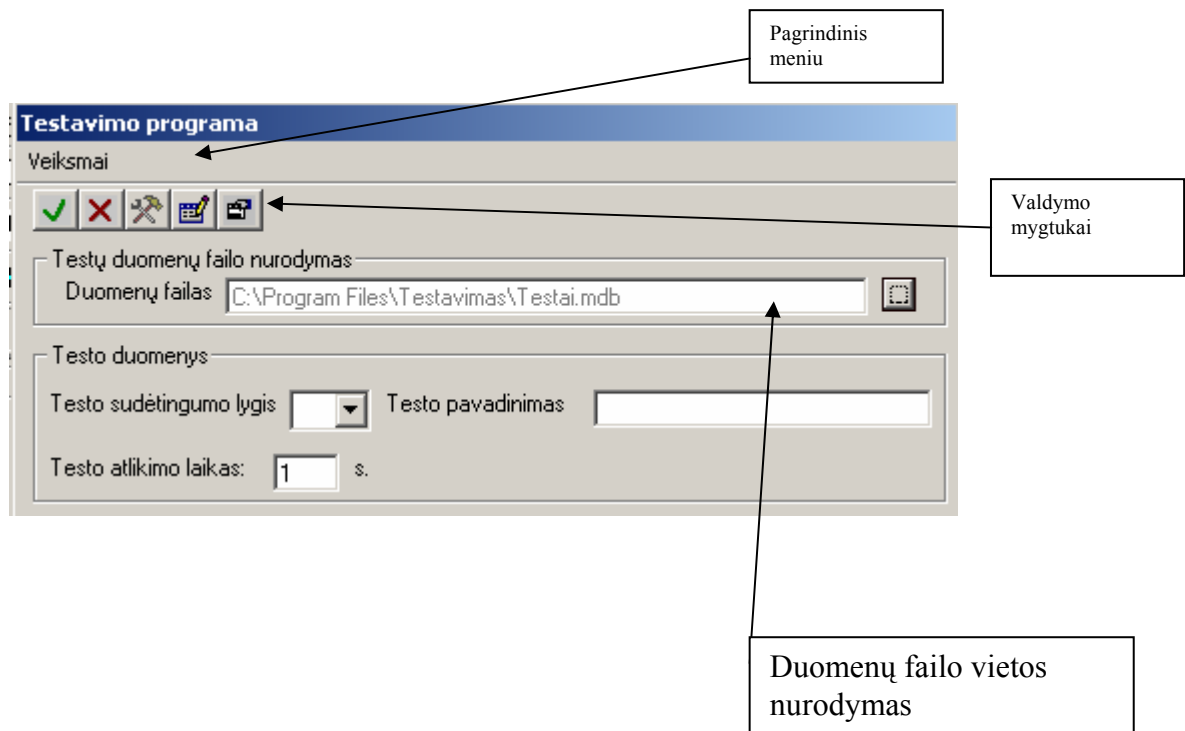 Pagrindinis
meniu
Testavimo programa
Veiksmai
Valdymo
mygtukai
Testų duomenų failo nurodymas
Duomenų failas C:\Program Files\Testavimas\Testai.mdb
Testo duomenys
Testo sudėtingumo lygis Testo pavadinimas
Testo atlikimo laikas: 1 s.
Duomenų failo vietos
nurodymas